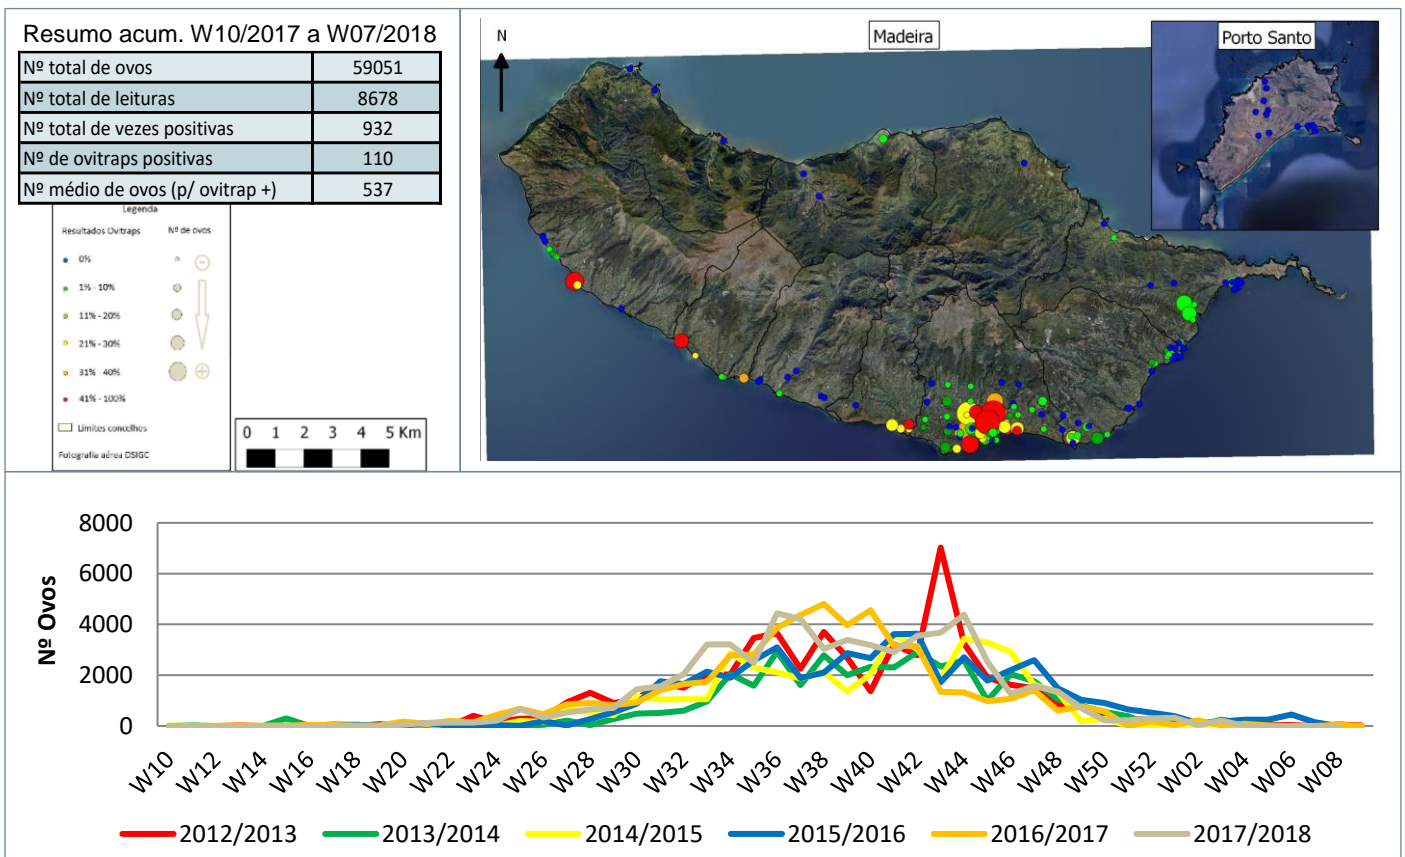 Resumo acum. W10/2017 a W07/2018
Nº total de ovos 59051
Nº total de leituras 8678
Nº total de vezes positivas 932
Nº de ovitraps positivas 110
Nº médio de ovos (p/ ovitrap +) 537
Legenda
Resultados Ovitraps Nº de ovos
0%
1% - 10%
11% - 20%
21% - 30%
31% - 40%
41% - 100%
Limites concelhos
Fotografia aérea DSIGC
0 1 2 3 4 5 Km
N
Madeira
Porto Santo
8000
6000
4000
2000
0
Nº Ovos
W10 W12 W14 W16 W18 W20 W22 W24 W26 W28 W30 W32 W34 W36 W38 W40 W42 W44 W46 W48 W50 W52 W02 W04 W06 W08
2012/2013 2013/2014 2014/2015 2015/2016 2016/2017 2017/2018